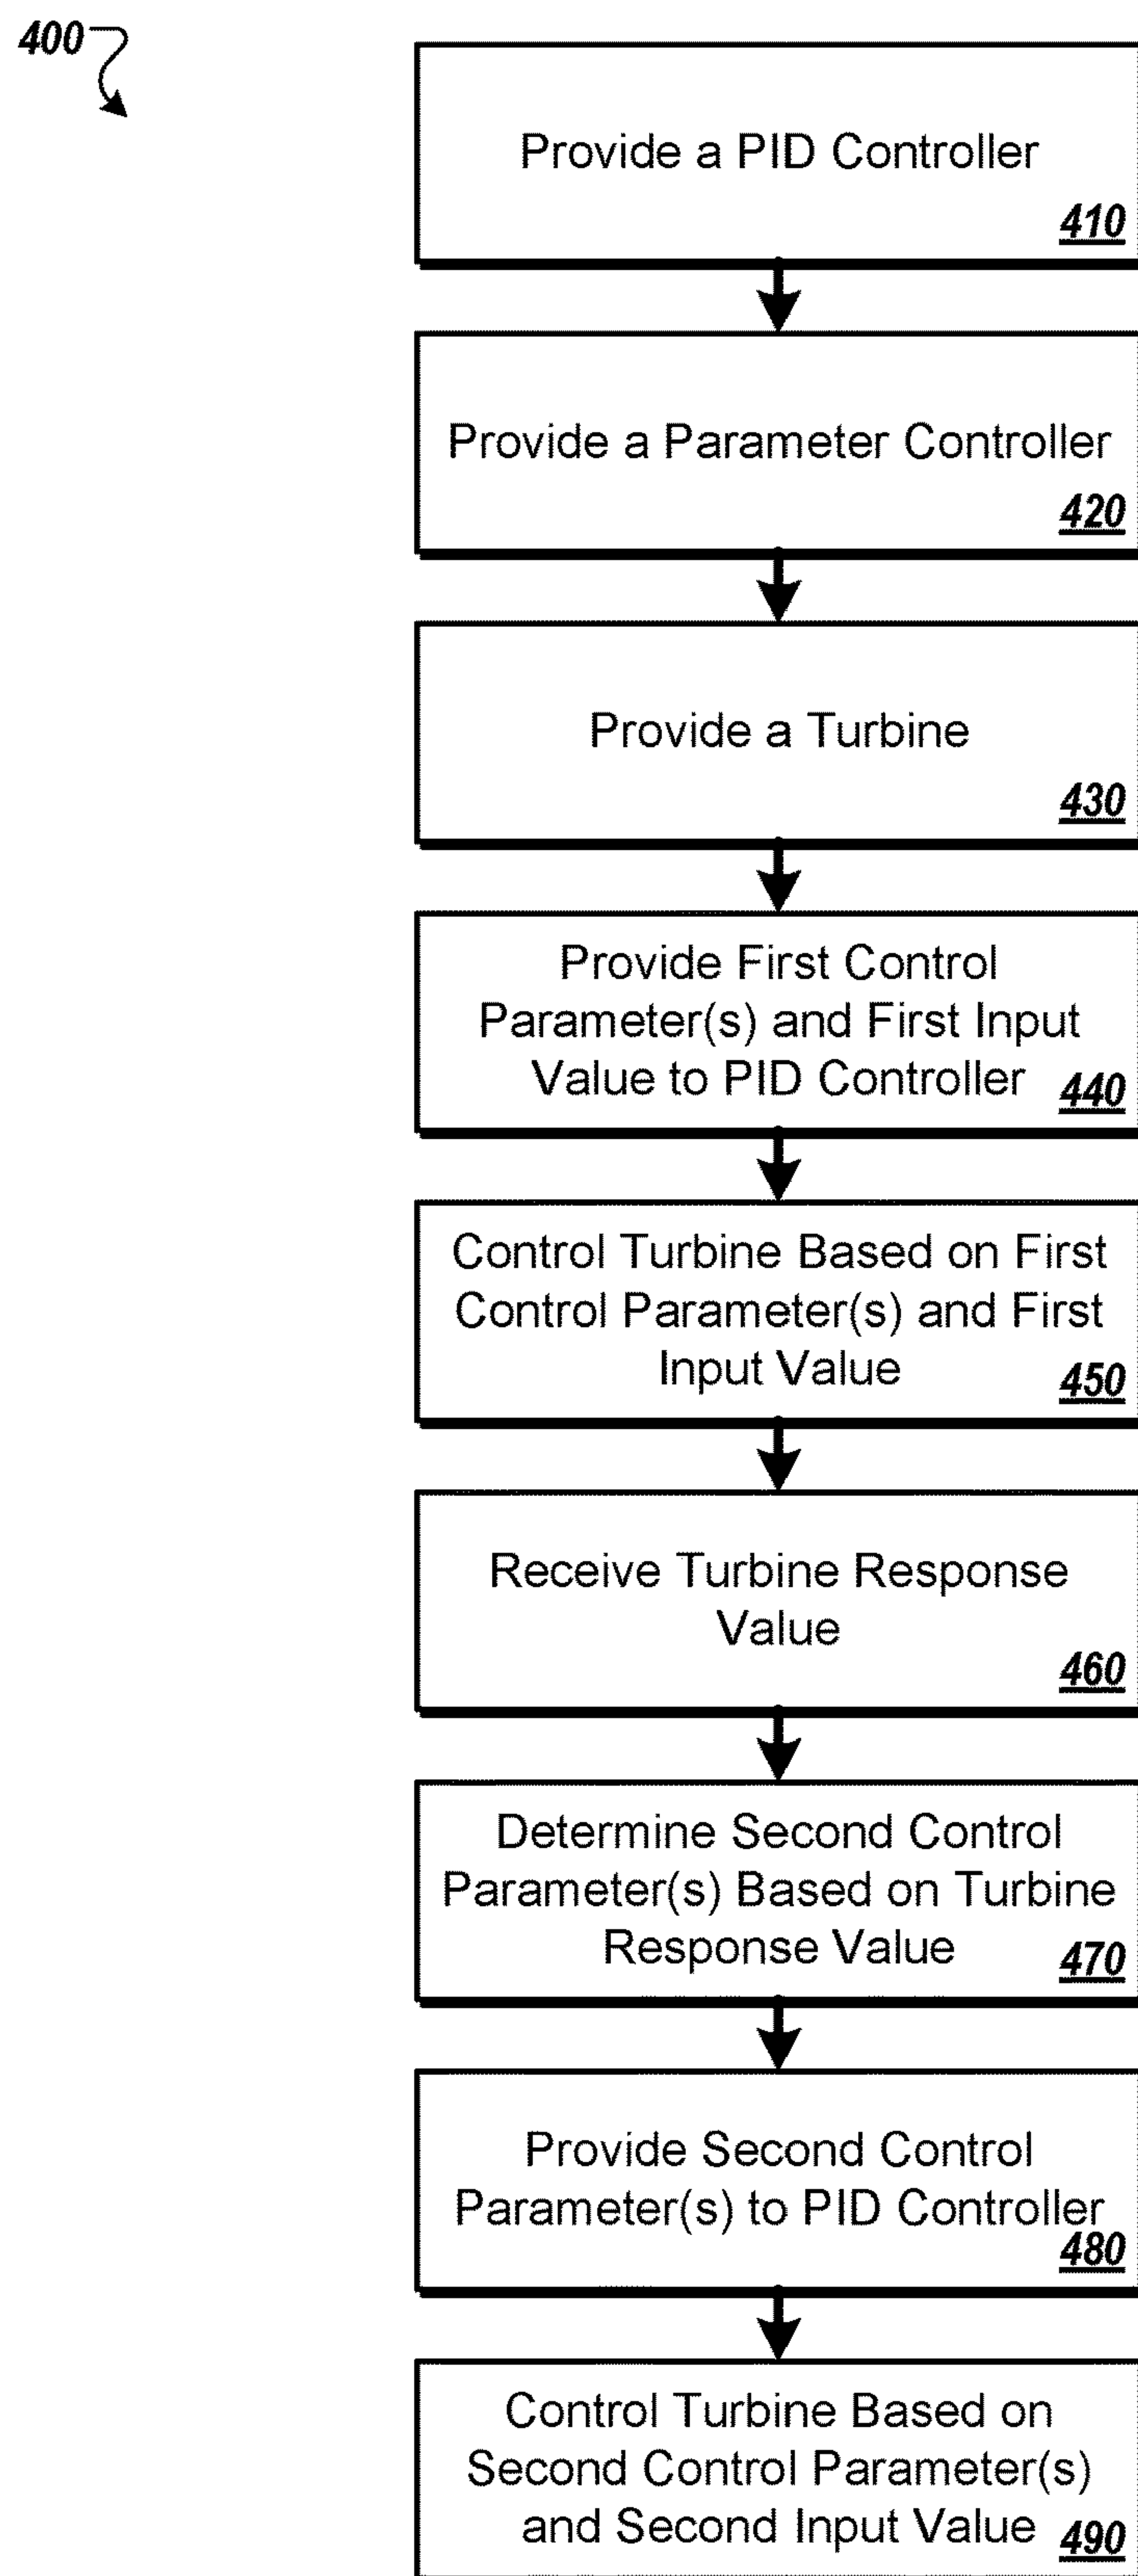 400
Provide a PID Controller
410
Provide a Parameter Controller
420
Provide a Turbine
430
Provide First Control
Parameter(s) and First Input
Value to PID Controller
440
Control Turbine Based on First
Control Parameter(s) and First
Input Value
450
Receive Turbine Response
Value
460
Determine Second Control
Parameter(s) Based on Turbine
Response Value
470
Provide Second Control
Parameter(s) to PID Controller
480
Control Turbine Based on
Second Control Parameter(s)
and Second Input Value
490